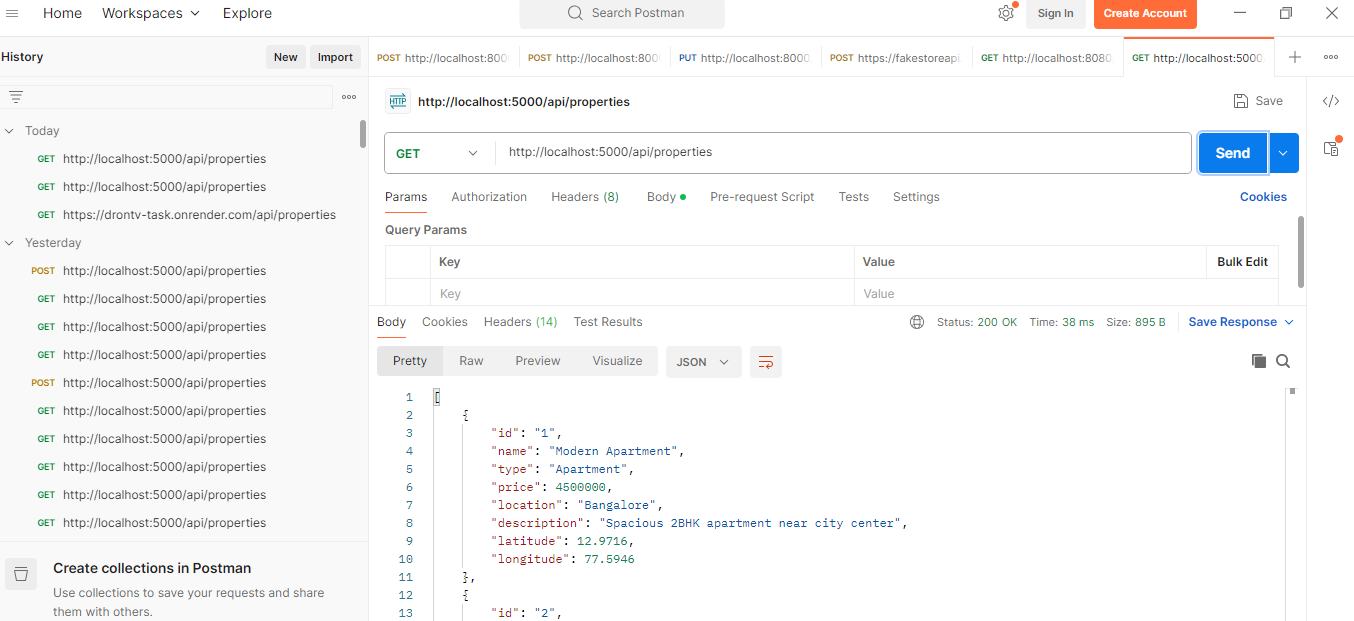 Home Workspaces Explore Search Postman Sign In Create Account
History New Import
POST http://localhost:800 POST http://localhost:800 PUT http://localhost:8000 POST https://fakestoreapi. GET http://localhost:8080 GET http://localhost:5000
HTTP http://localhost:5000/api/properties Save
Today
GET http://localhost:5000/api/properties
GET http://localhost:5000/api/properties
GET https://drontv-task.onrender.com/api/properties
Yesterday
POST http://localhost:5000/api/properties
GET http://localhost:5000/api/properties
GET http://localhost:5000/api/properties
GET http://localhost:5000/api/properties
POST http://localhost:5000/api/properties
GET http://localhost:5000/api/properties
GET http://localhost:5000/api/properties
GET http://localhost:5000/api/properties
GET http://localhost:5000/api/properties
GET http://localhost:5000/api/properties
Create collections in Postman
Use collections to save your requests and share
them with others.
GET http://localhost:5000/api/properties Send
Params Authorization Headers (8) Body Pre-request Script Tests Settings Cookies
Query Params
Key Value Bulk Edit
Key Value
Body Cookies Headers (14) Test Results Status: 200 OK Time: 38 ms Size: 895 B Save Response
Pretty Raw Preview Visualize JSON
1 [
2 {
3 "id": "1",
4 "name": "Modern Apartment",
5 "type": "Apartment",
6 "price": 4500000,
7 "location": "Bangalore",
8 "description": "Spacious 2BHK apartment near city center",
9 "latitude": 12.9716,
10 "longitude": 77.5946
11 },
12 {
13 "id": "2",